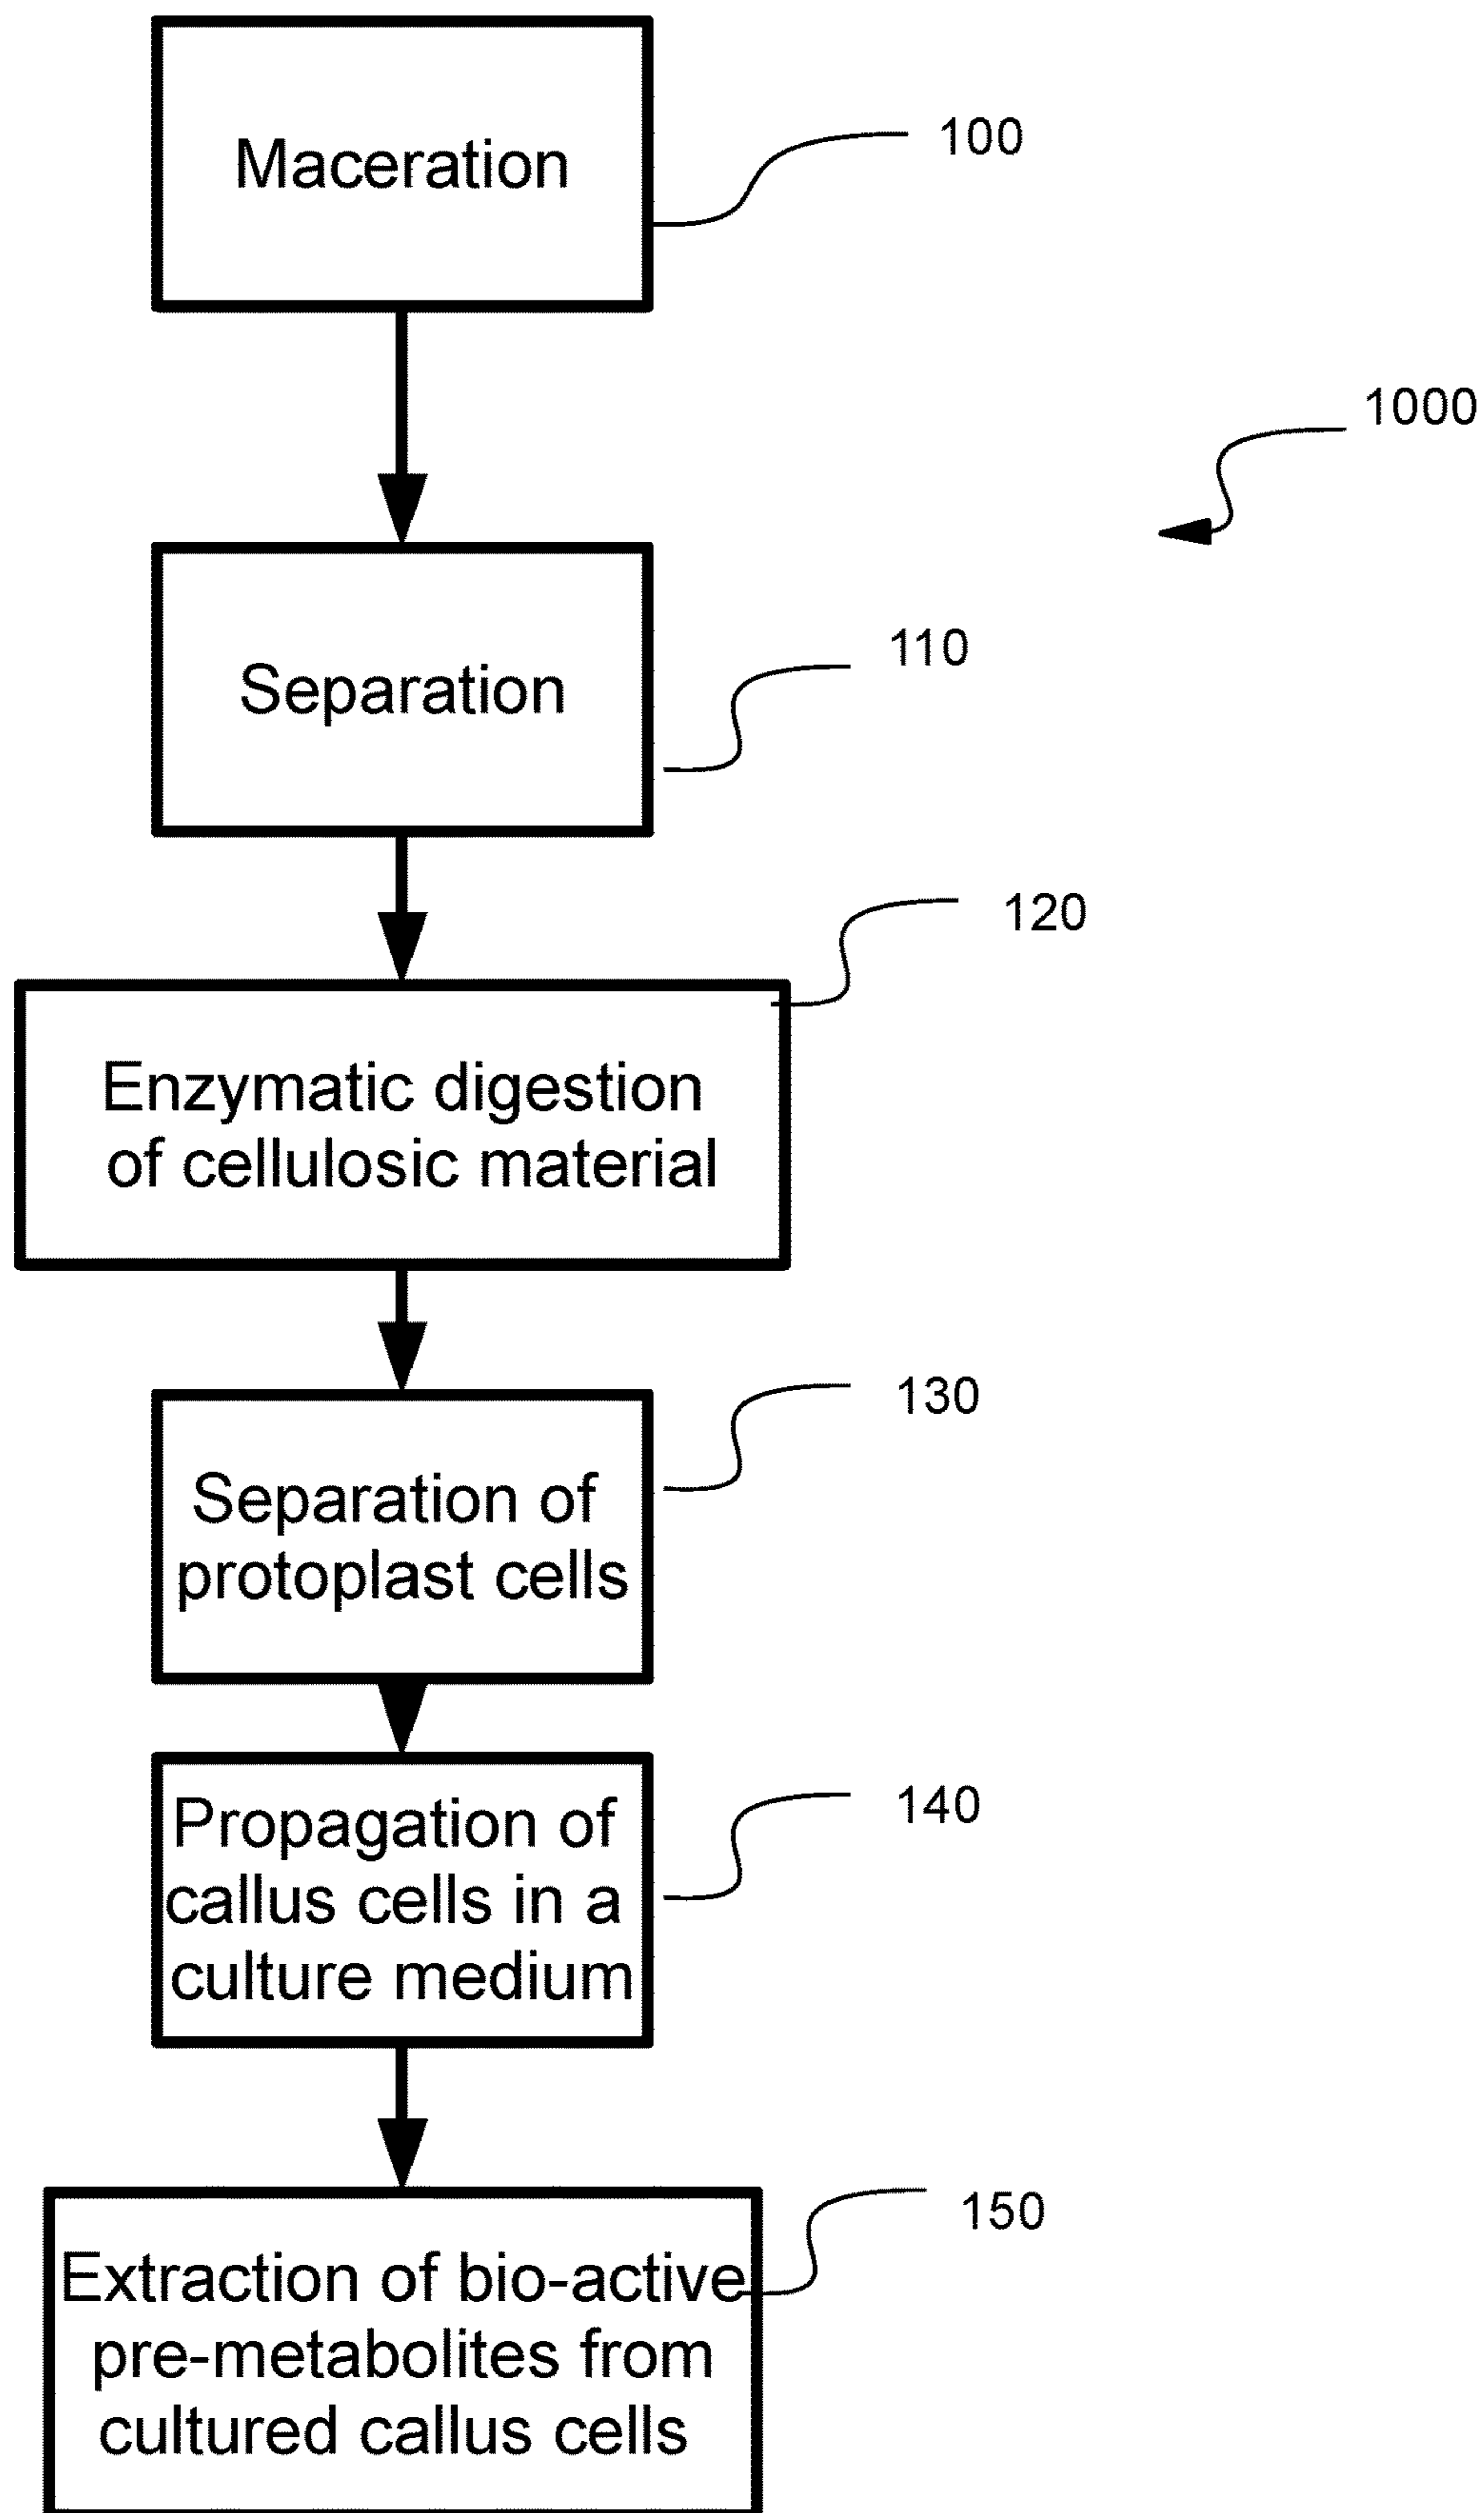 Maceration
100
1000
Separation
110
120
Enzymatic digestion
of cellulosic material
130
Separation of
protoplast cells
140
Propagation of
callus cells in a
culture medium
150
Extraction of bio-active
pre-metabolites from
cultured callus cells